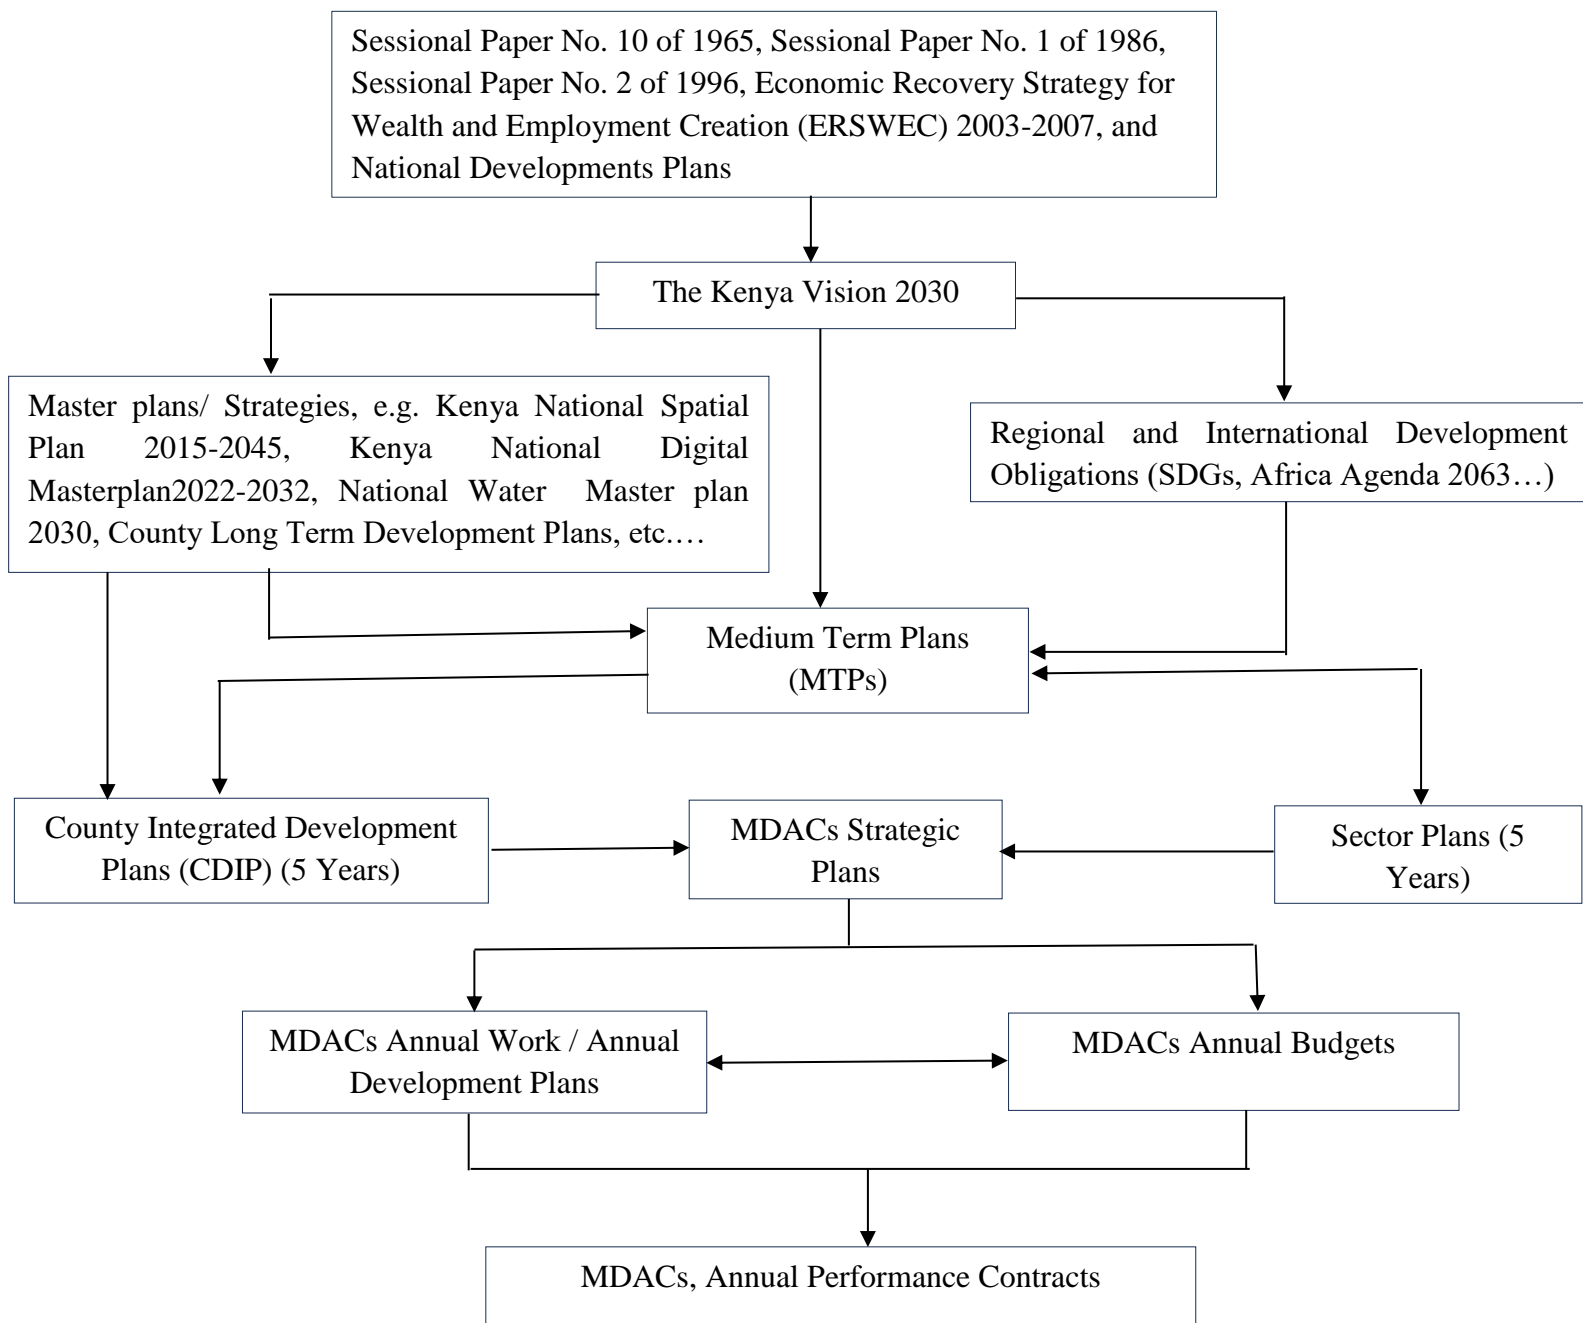 Sessional Paper No. 10 of 1965, Sessional Paper No. 1 of 1986,
Sessional Paper No. 2 of 1996, Economic Recovery Strategy for
Wealth and Employment Creation (ERSWEC) 2003-2007, and
National Developments Plans
The Kenya Vision 2030
Master plans/ Strategies, e.g. Kenya National Spatial
Plan 2015-2045, Kenya National Digital
Masterplan2022-2032, National Water Master plan
2030, County Long Term Development Plans, etc.…
Regional and International Development
Obligations (SDGs, Africa Agenda 2063…)
Medium Term Plans
(MTPs)
County Integrated Development
Plans (CDIP) (5 Years)
MDACs Strategic
Plans
Sector Plans (5
Years)
MDACs Annual Work / Annual
Development Plans
MDACs Annual Budgets
MDACs, Annual Performance Contracts